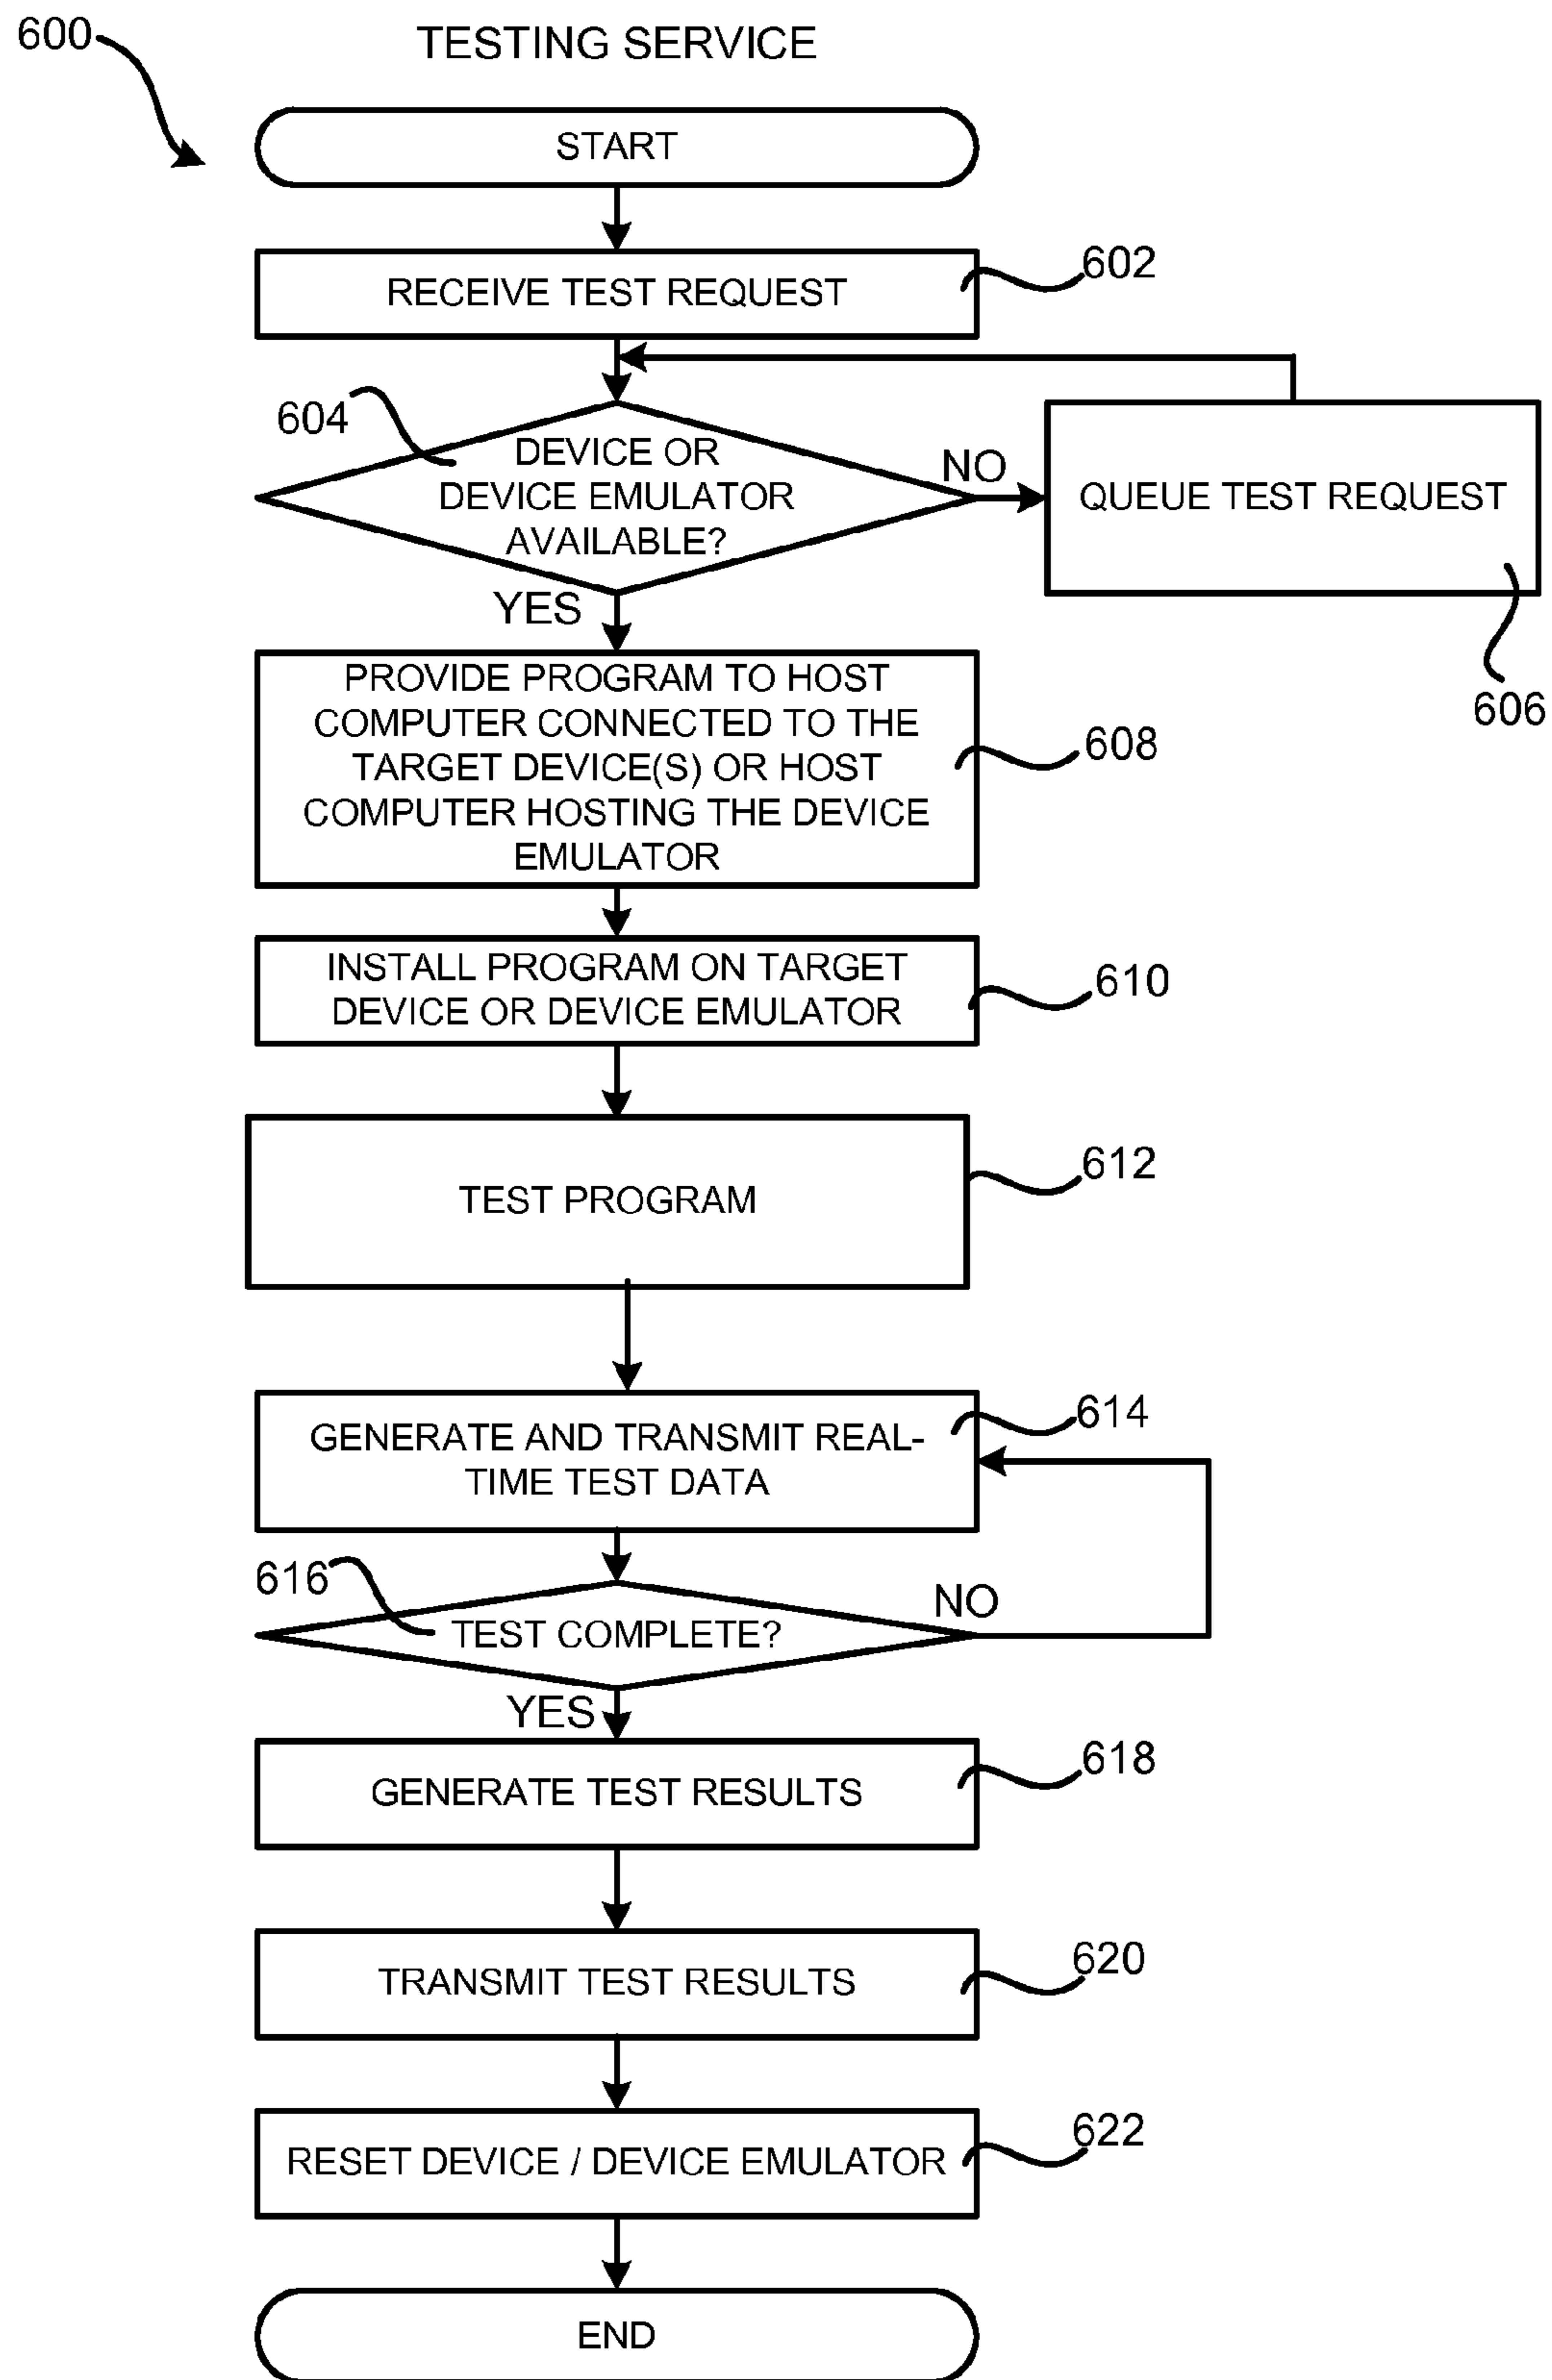 600
TESTING SERVICE
START
RECEIVE TEST REQUEST
602
604
DEVICE OR
DEVICE EMULATOR
AVAILABLE?
NO
QUEUE TEST REQUEST
606
YES
PROVIDE PROGRAM TO HOST
COMPUTER CONNECTED TO THE
TARGET DEVICE(S) OR HOST
COMPUTER HOSTING THE DEVICE
EMULATOR
608
INSTALL PROGRAM ON TARGET
DEVICE OR DEVICE EMULATOR
610
TEST PROGRAM
612
GENERATE AND TRANSMIT REAL-
TIME TEST DATA
614
616
TEST COMPLETE?
NO
YES
GENERATE TEST RESULTS
618
TRANSMIT TEST RESULTS
620
RESET DEVICE / DEVICE EMULATOR
622
END